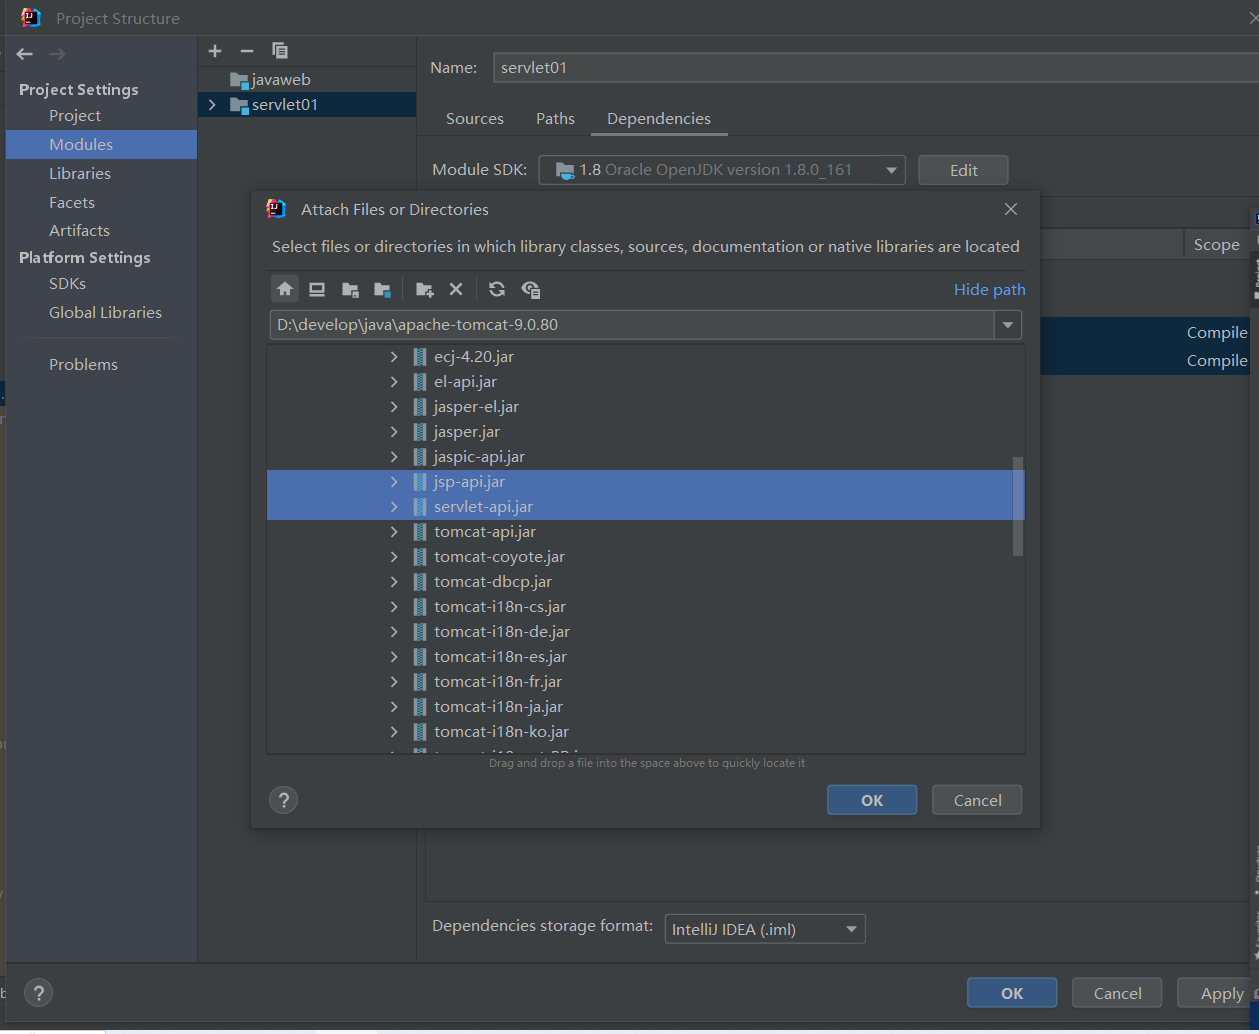 Project Structure
Project Settings
Project
Modules
Libraries
Facets
Artifacts
Platform Settings
SDKs
Global Libraries
Problems
javaweb
servlet01
Name:
servlet01
Sources
Paths
Dependencies
Module SDK:
1.8 Oracle OpenJDK version 1.8.0_161
Edit
Scope
Compile
Compile
Attach Files or Directories
Select files or directories in which library classes, sources, documentation or native libraries are located
Hide path
D:\develop\java\apache-tomcat-9.0.80
ecj-4.20.jar
el-api.jar
jasper-el.jar
jasper.jar
jaspic-api.jar
jsp-api.jar
servlet-api.jar
tomcat-api.jar
tomcat-coyote.jar
tomcat-dbcp.jar
tomcat-i18n-cs.jar
tomcat-i18n-de.jar
tomcat-i18n-es.jar
tomcat-i18n-fr.jar
tomcat-i18n-ja.jar
tomcat-i18n-ko.jar
Drag and drop a file into the space above to quickly locate it
?
OK
Cancel
Dependencies storage format:
IntelliJ IDEA (.iml)
?
OK
Cancel
Apply